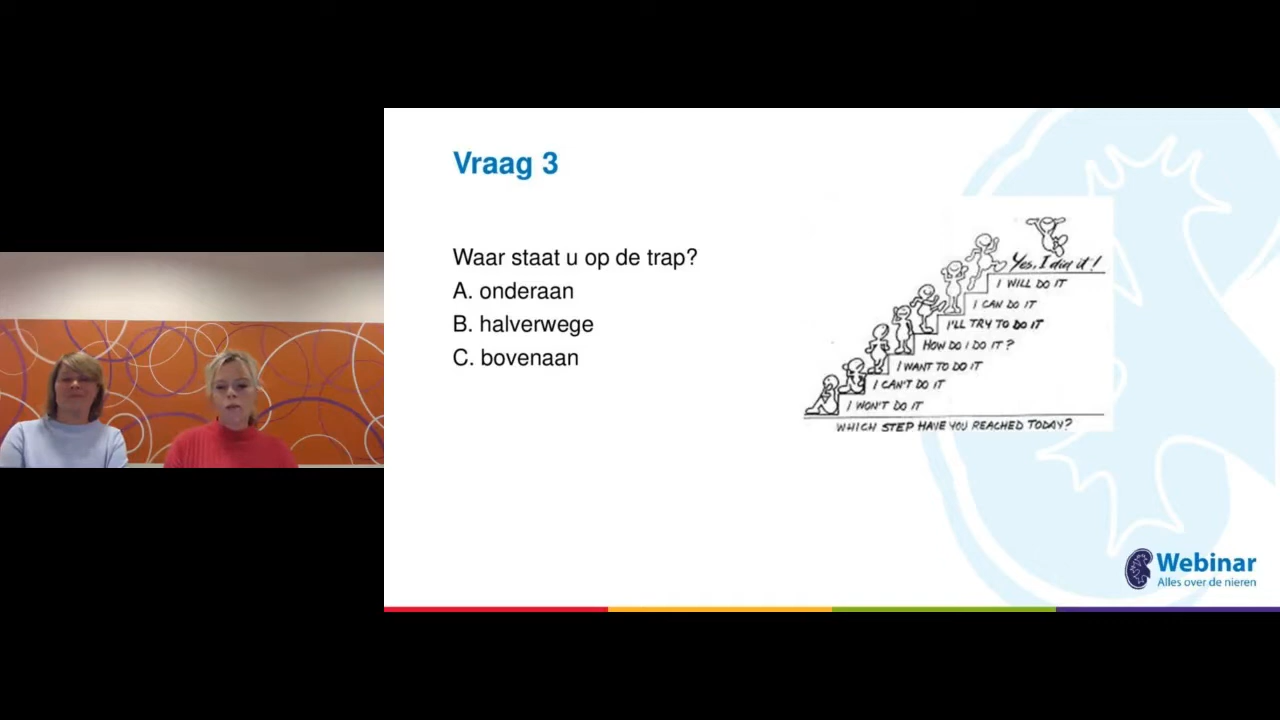 Vraag 3
Waar staat u op de trap?
A. onderaan
B. halverwege
C. bovenaan
Yes, I did it!
I WILL DO IT
I CAN DO IT
I'LL TRY TO DO IT
HOW DO I DO IT?
I WANT TO DO IT
I CAN'T DO IT
I WON'T DO IT
WHICH STEP HAVE YOU REACHED TODAY?
Webinar
Alles over de nieren